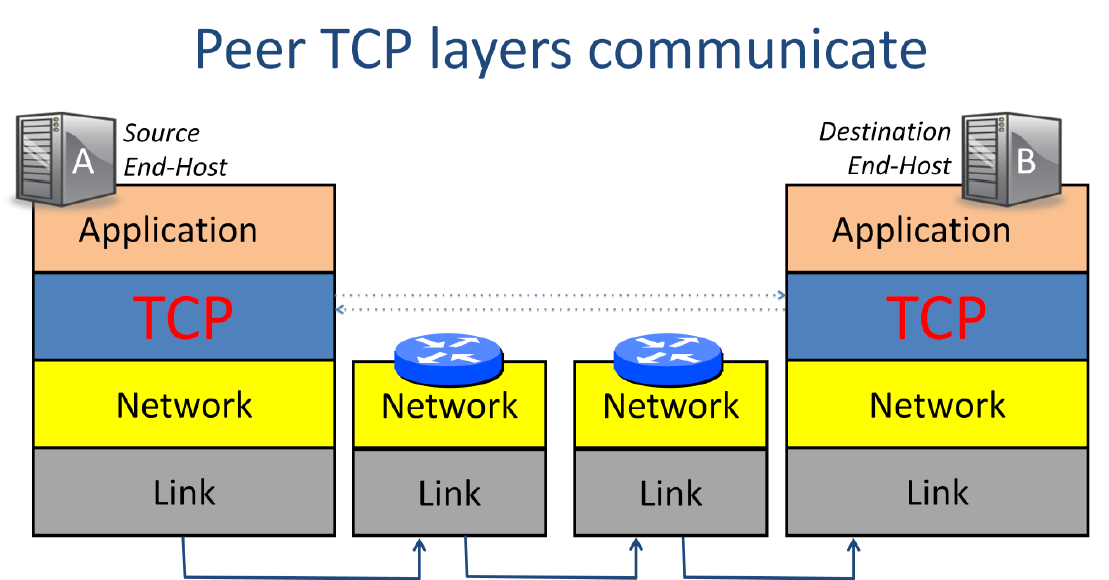 Peer TCP layers communicate
A
Source
End-Host
Destination
End-Host
B
Application
Application
TCP
TCP
Network
Network
Network
Network
Link
Link
Link
Link